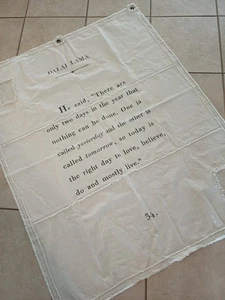 DALAI LAMA
He said, "There are
only two days in the year that
nothing can be done. One is
called yesterday and the other is
called tomorrow, so today is
the right day to love, believe,
do and mostly live."